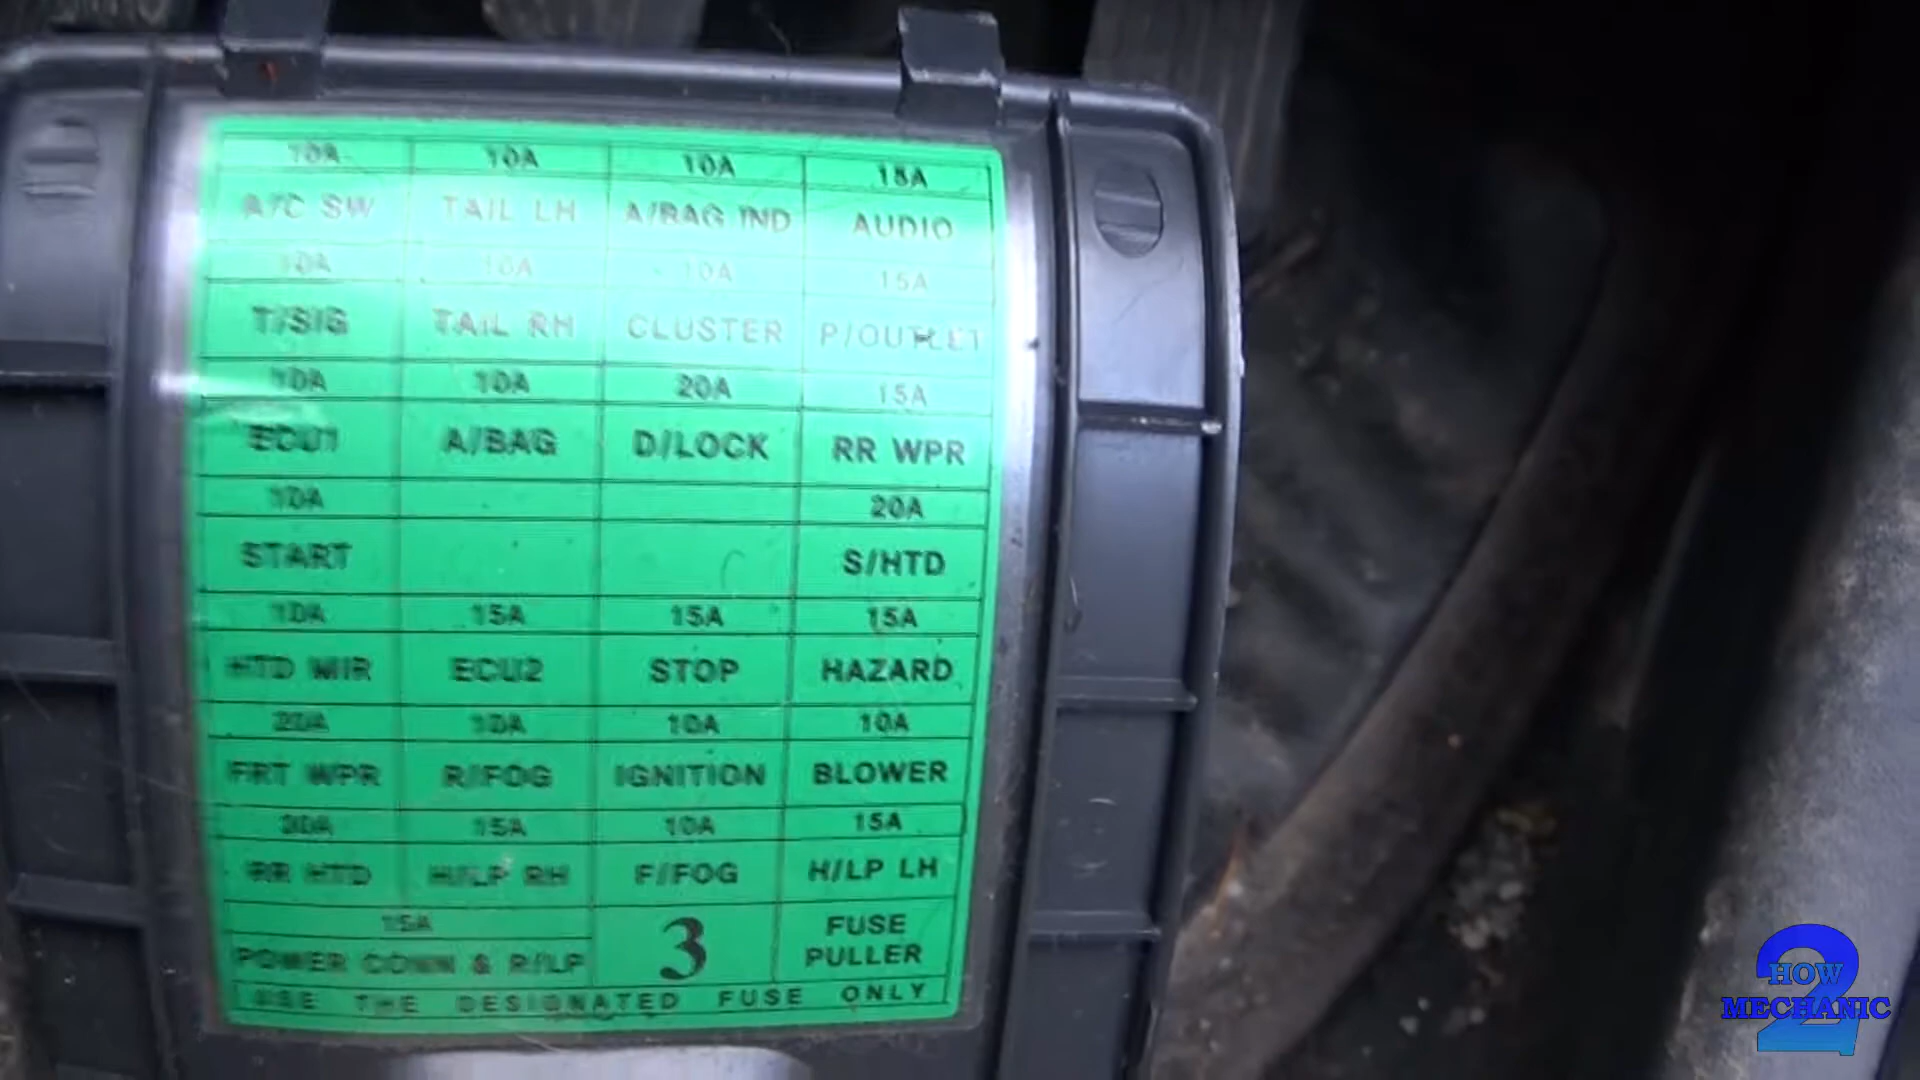 10A 10A 10A 15A
A/C SW TAIL LH A/BAG IND AUDIO
10A 10A 10A 15A
T/SIG TAIL RH CLUSTER P/OUTLET
10A 10A 20A 15A
ECU1 A/BAG D/LOCK RR WPR
10A 20A
START S/HTD
10A 15A 15A 15A
HTD MIR ECU2 STOP HAZARD
20A 10A 10A 10A
FRT WPR R/FOG IGNITION BLOWER
30A 15A 10A 15A
RR HTD H/LP RH F/FOG H/LP LH
15A
POWER CONN & R/LP
3
FUSE
PULLER
USE THE DESIGNATED FUSE ONLY
HOW
2
MECHANIC